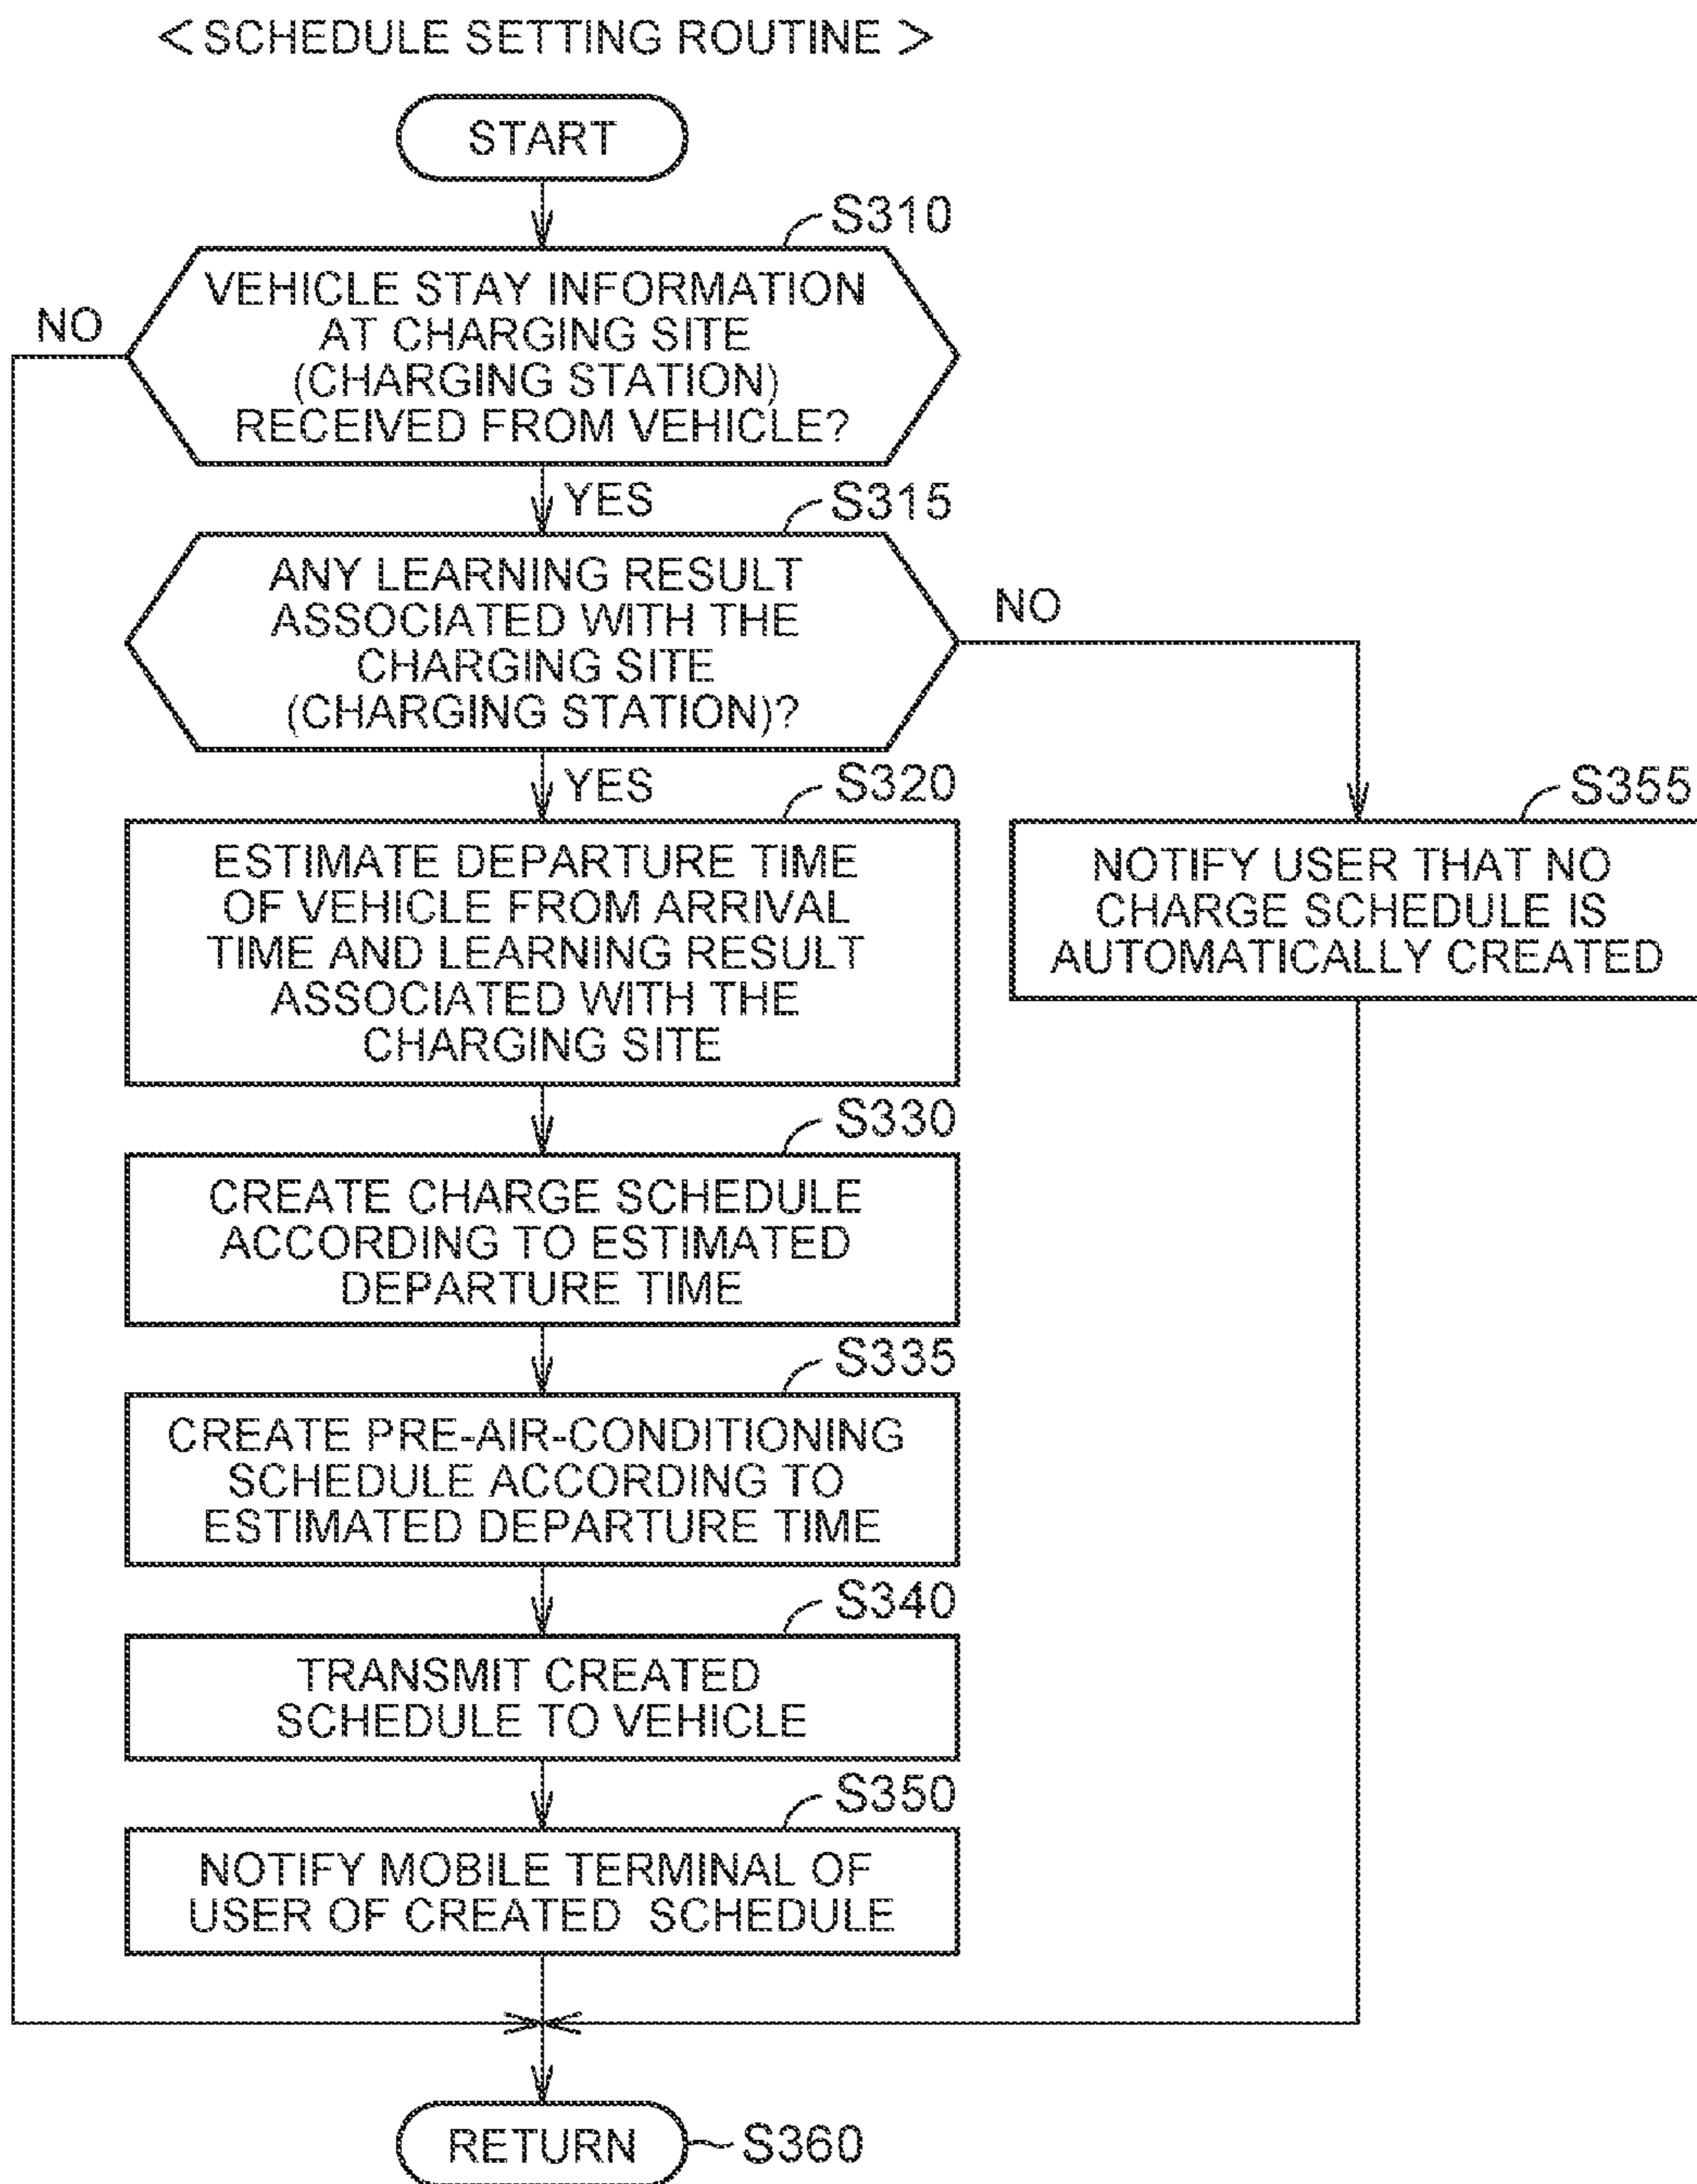 < SCHEDULE SETTING ROUTINE >
START
S310
VEHICLE STAY INFORMATION
AT CHARGING SITE
(CHARGING STATION)
RECEIVED FROM VEHICLE?
NO
YES
S315
ANY LEARNING RESULT
ASSOCIATED WITH THE
CHARGING SITE
(CHARGING STATION)?
NO
YES
S320
ESTIMATE DEPARTURE TIME
OF VEHICLE FROM ARRIVAL
TIME AND LEARNING RESULT
ASSOCIATED WITH THE
CHARGING SITE
S355
NOTIFY USER THAT NO
CHARGE SCHEDULE IS
AUTOMATICALLY CREATED
S330
CREATE CHARGE SCHEDULE
ACCORDING TO ESTIMATED
DEPARTURE TIME
S335
CREATE PRE-AIR-CONDITIONING
SCHEDULE ACCORDING TO
ESTIMATED DEPARTURE TIME
S340
TRANSMIT CREATED
SCHEDULE TO VEHICLE
S350
NOTIFY MOBILE TERMINAL OF
USER OF CREATED SCHEDULE
RETURN
S360